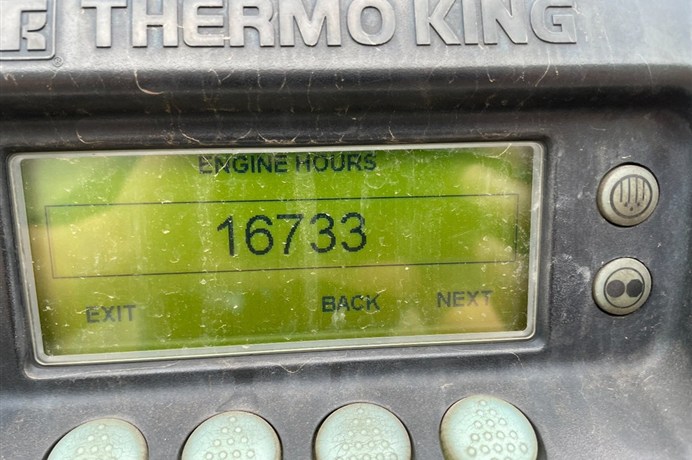 THERMO KING
ENGINE HOURS
16733
EXIT BACK NEXT